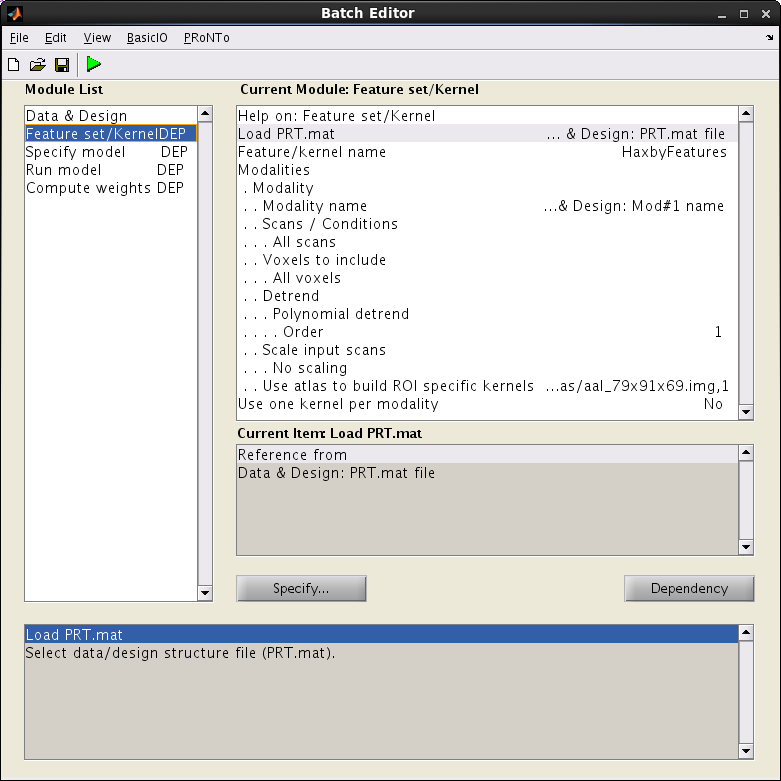 Batch Editor
File Edit View BasicIO PRoNTo
Module List
Data & Design
Feature set/KernelDEP
Specify model DEP
Run model DEP
Compute weights DEP
Current Module: Feature set/Kernel
Help on: Feature set/Kernel
Load PRT.mat ... & Design: PRT.mat file
Feature/kernel name HaxbyFeatures
Modalities
. Modality
. . Modality name ...& Design: Mod#1 name
. . Scans / Conditions
. . . All scans
. . Voxels to include
. . . All voxels
. . Detrend
. . . Polynomial detrend
. . . . Order 1
. . Scale input scans
. . . No scaling
. . Use atlas to build ROI specific kernels ...as/aal_79x91x69.img,1
Use one kernel per modality No
Current Item: Load PRT.mat
Reference from
Data & Design: PRT.mat file
Specify... Dependency
Load PRT.mat
Select data/design structure file (PRT.mat).